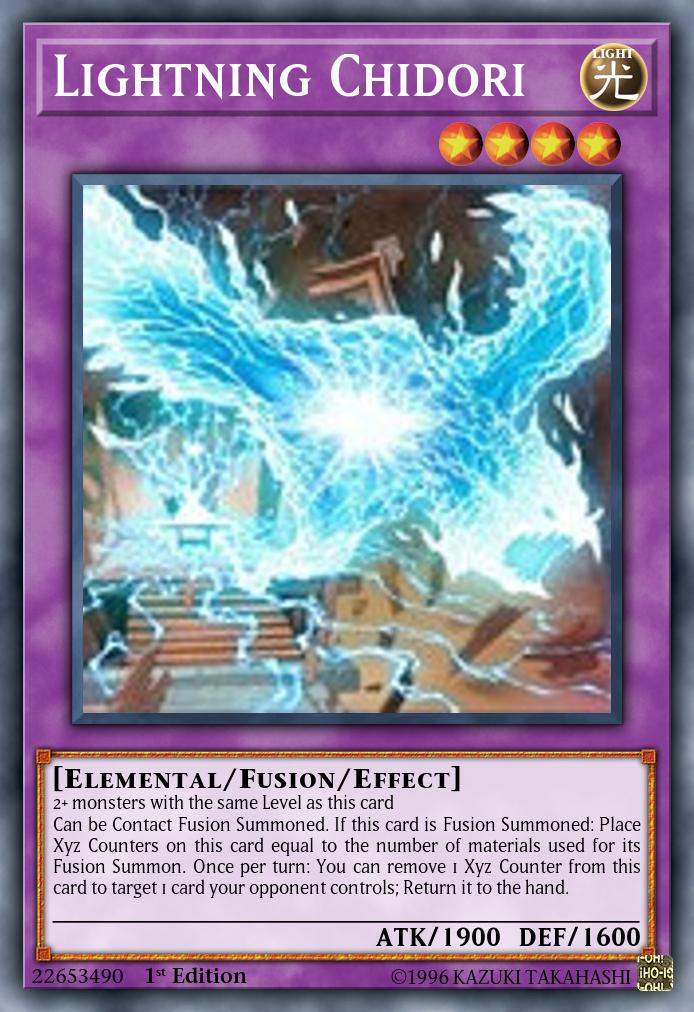 Lightning Chidori
LIGHT
光
[Elemental/Fusion/Effect]
2+ monsters with the same Level as this card
Can be Contact Fusion Summoned. If this card is Fusion Summoned: Place
Xyz Counters on this card equal to the number of materials used for its
Fusion Summon. Once per turn: You can remove 1 Xyz Counter from this
card to target 1 card your opponent controls; Return it to the hand.
ATK/1900 DEF/1600
22653490 1st Edition ©1996 KAZUKI TAKAHASHI